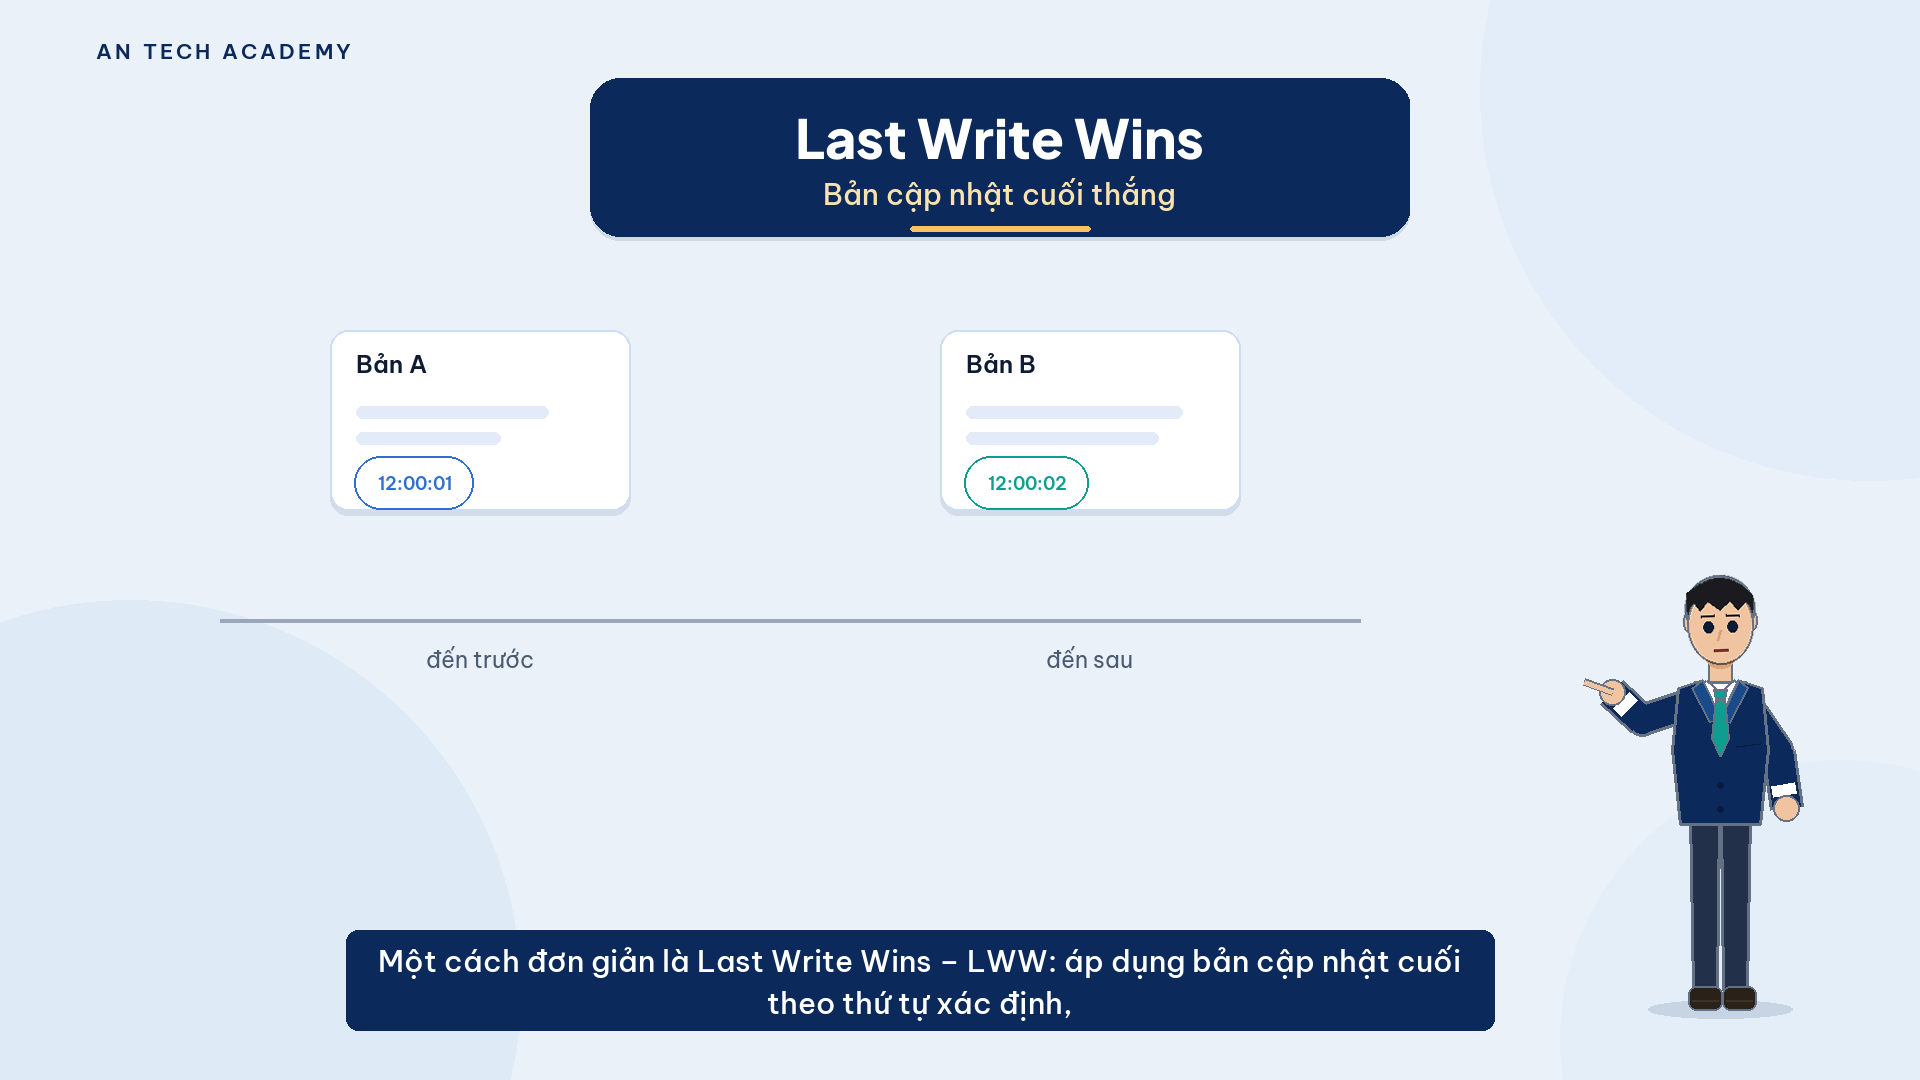 AN TECH ACADEMY
Last Write Wins
Bản cập nhật cuối thắng
Bản A
12:00:01
Bản B
12:00:02
đến trước
đến sau
Một cách đơn giản là Last Write Wins – LWW: áp dụng bản cập nhật cuối
theo thứ tự xác định,